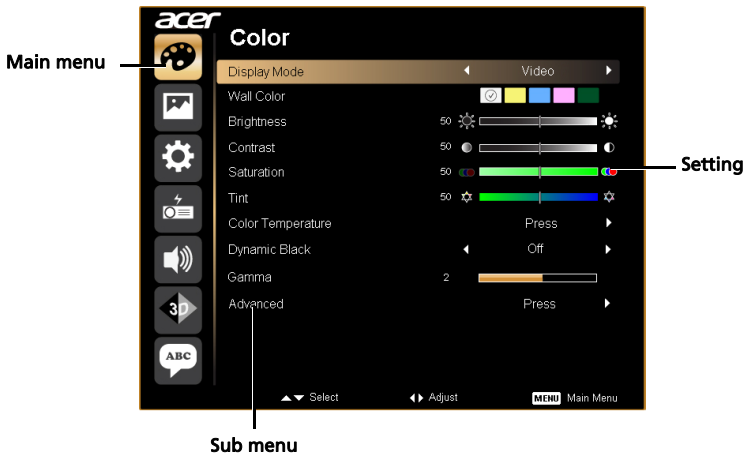 acer
Color
Main menu
Display Mode Video
Wall Color
Brightness 50
Contrast 50
Saturation 50
Setting
Tint 50
Color Temperature Press
Dynamic Black Off
Gamma 2
3D
Advanced Press
ABC
Select Adjust MENU Main Menu
Sub menu